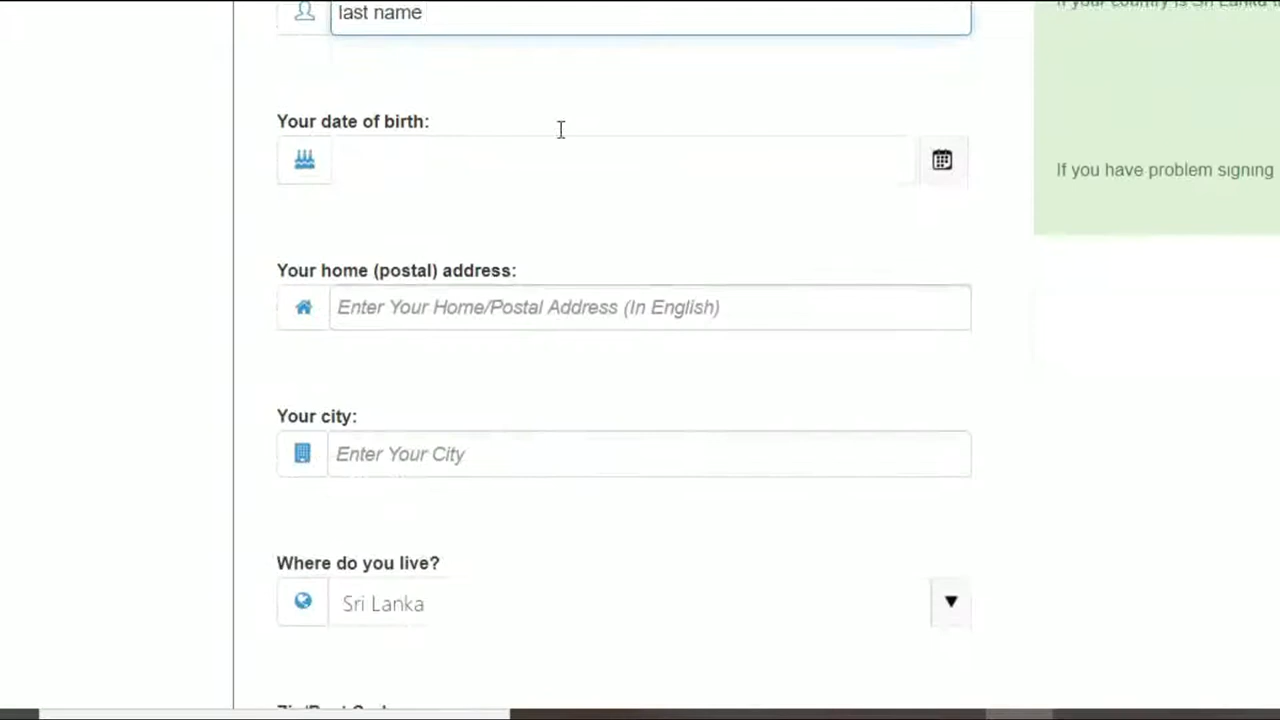 last name
Your date of birth:
If you have problem signing
Your home (postal) address:
Enter Your Home/Postal Address (In English)
Your city:
Enter Your City
Where do you live?
Sri Lanka